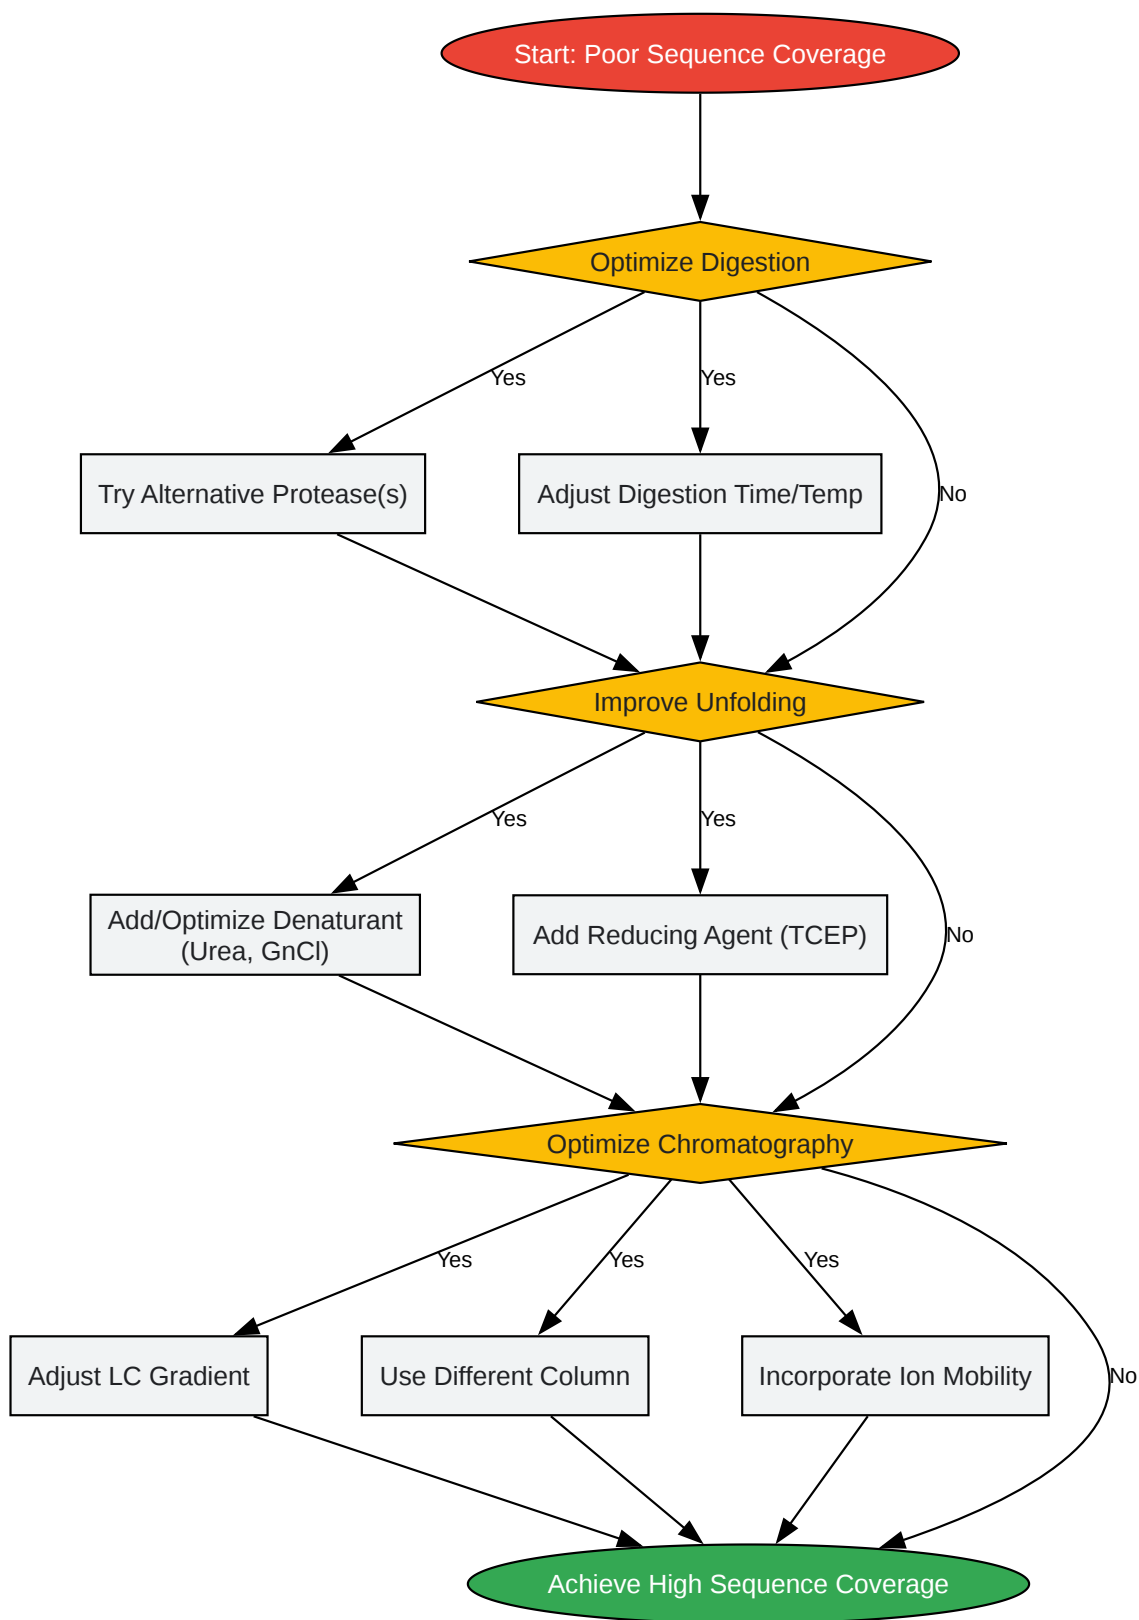 Start: Poor Sequence Coverage
Optimize Digestion
Yes
Yes
Try Alternative Protease(s)
Adjust Digestion Time/Temp
No
Improve Unfolding
Yes
Yes
Add/Optimize Denaturant
(Urea, GnCl)
Add Reducing Agent (TCEP)
No
Optimize Chromatography
Yes
Yes
Yes
Adjust LC Gradient
Use Different Column
Incorporate Ion Mobility
No
Achieve High Sequence Coverage